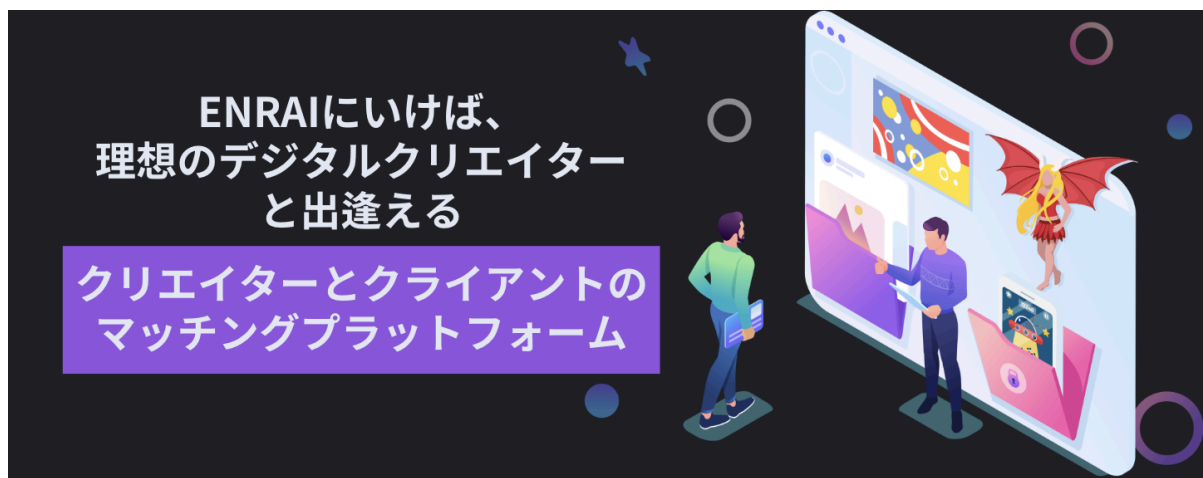 ENRAIにいけば、
理想のデジタルクリエイター
と出逢える
クリエイターとクライアントの
マッチングプラットフォーム